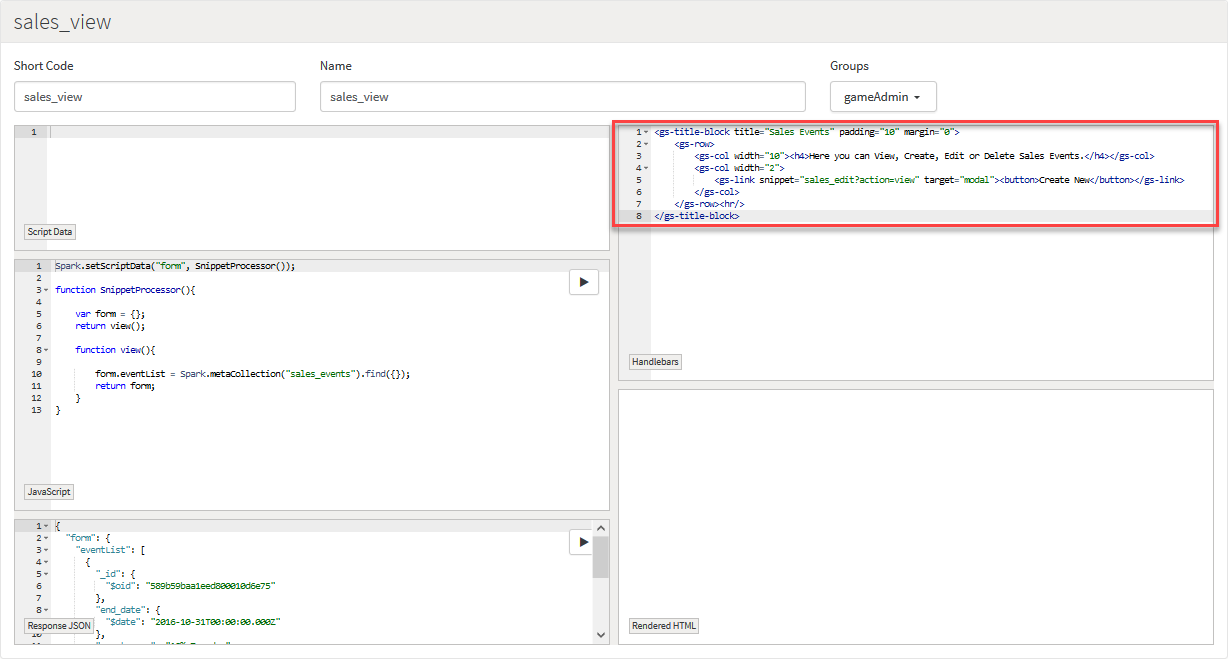 sales_view
Short Code
Name
Groups
sales_view
sales_view
gameAdmin
1
Script Data
1 Spark.setScriptData("form", SnippetProcessor());
2
3 function SnippetProcessor(){
4
5 var form = {};
6 return view();
7
8 function view(){
9
10 form.eventList = Spark.metaCollection("sales_events").find({});
11 return form;
12 }
13 }
JavaScript
1 {
2 "form": {
3 "eventList": [
4 {
5 "_id": {
6 "$oid": "589b59baa1eed800010d6e75"
7 },
8 "end_date": {
9 "$date": "2016-10-31T00:00:00.000Z"
10 },
Response JSON
1 <gs-title-block title="Sales Events" padding="10" margin="0">
2 <gs-row>
3 <gs-col width="10"><h4>Here you can View, Create, Edit or Delete Sales Events.</h4></gs-col>
4 <gs-col width="2">
5 <gs-link snippet="sales_edit?action=view" target="modal"><button>Create New</button></gs-link>
6 </gs-col>
7 </gs-row><hr/>
8 </gs-title-block>
Handlebars
Rendered HTML